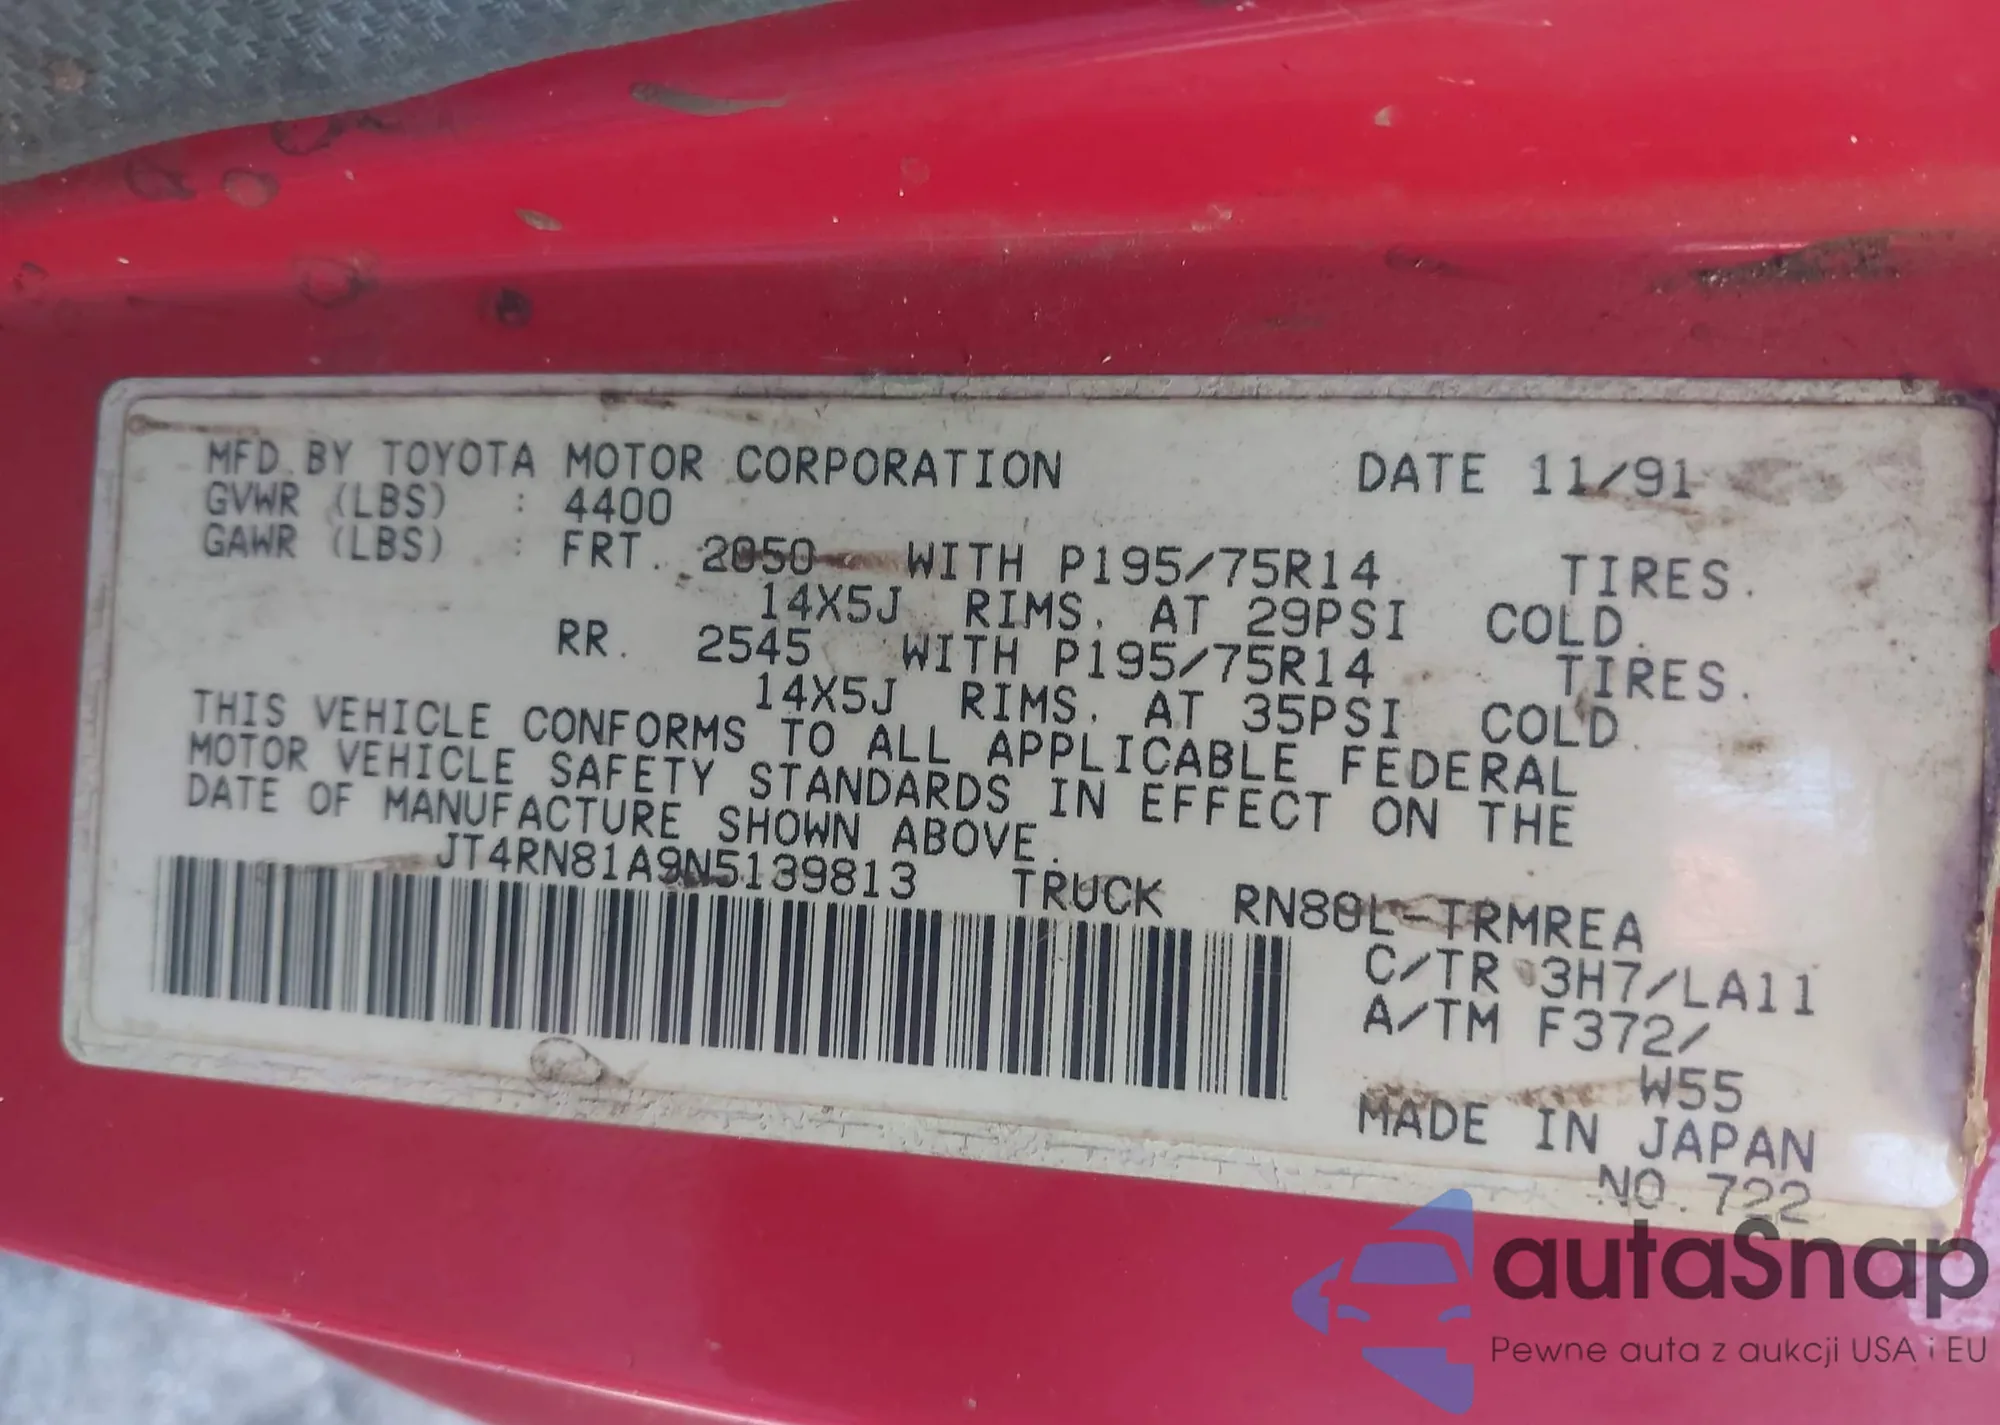 MFD. BY TOYOTA MOTOR CORPORATION DATE 11/91
GVWR (LBS) : 4400
GAWR (LBS) : FRT. 2050 WITH P195/75R14 TIRES.
14X5J RIMS. AT 29PSI COLD.
RR. 2545 WITH P195/75R14 TIRES.
14X5J RIMS. AT 35PSI COLD.
THIS VEHICLE CONFORMS TO ALL APPLICABLE FEDERAL
MOTOR VEHICLE SAFETY STANDARDS IN EFFECT ON THE
DATE OF MANUFACTURE SHOWN ABOVE.
JT4RN81A9N5139813 TRUCK RN80L-TRMREA
C/TR 3H7/LA11
A/TM F372/
W55
MADE IN JAPAN
NO. 722
autaSnap
Pewne auta z aukcji USA i EU